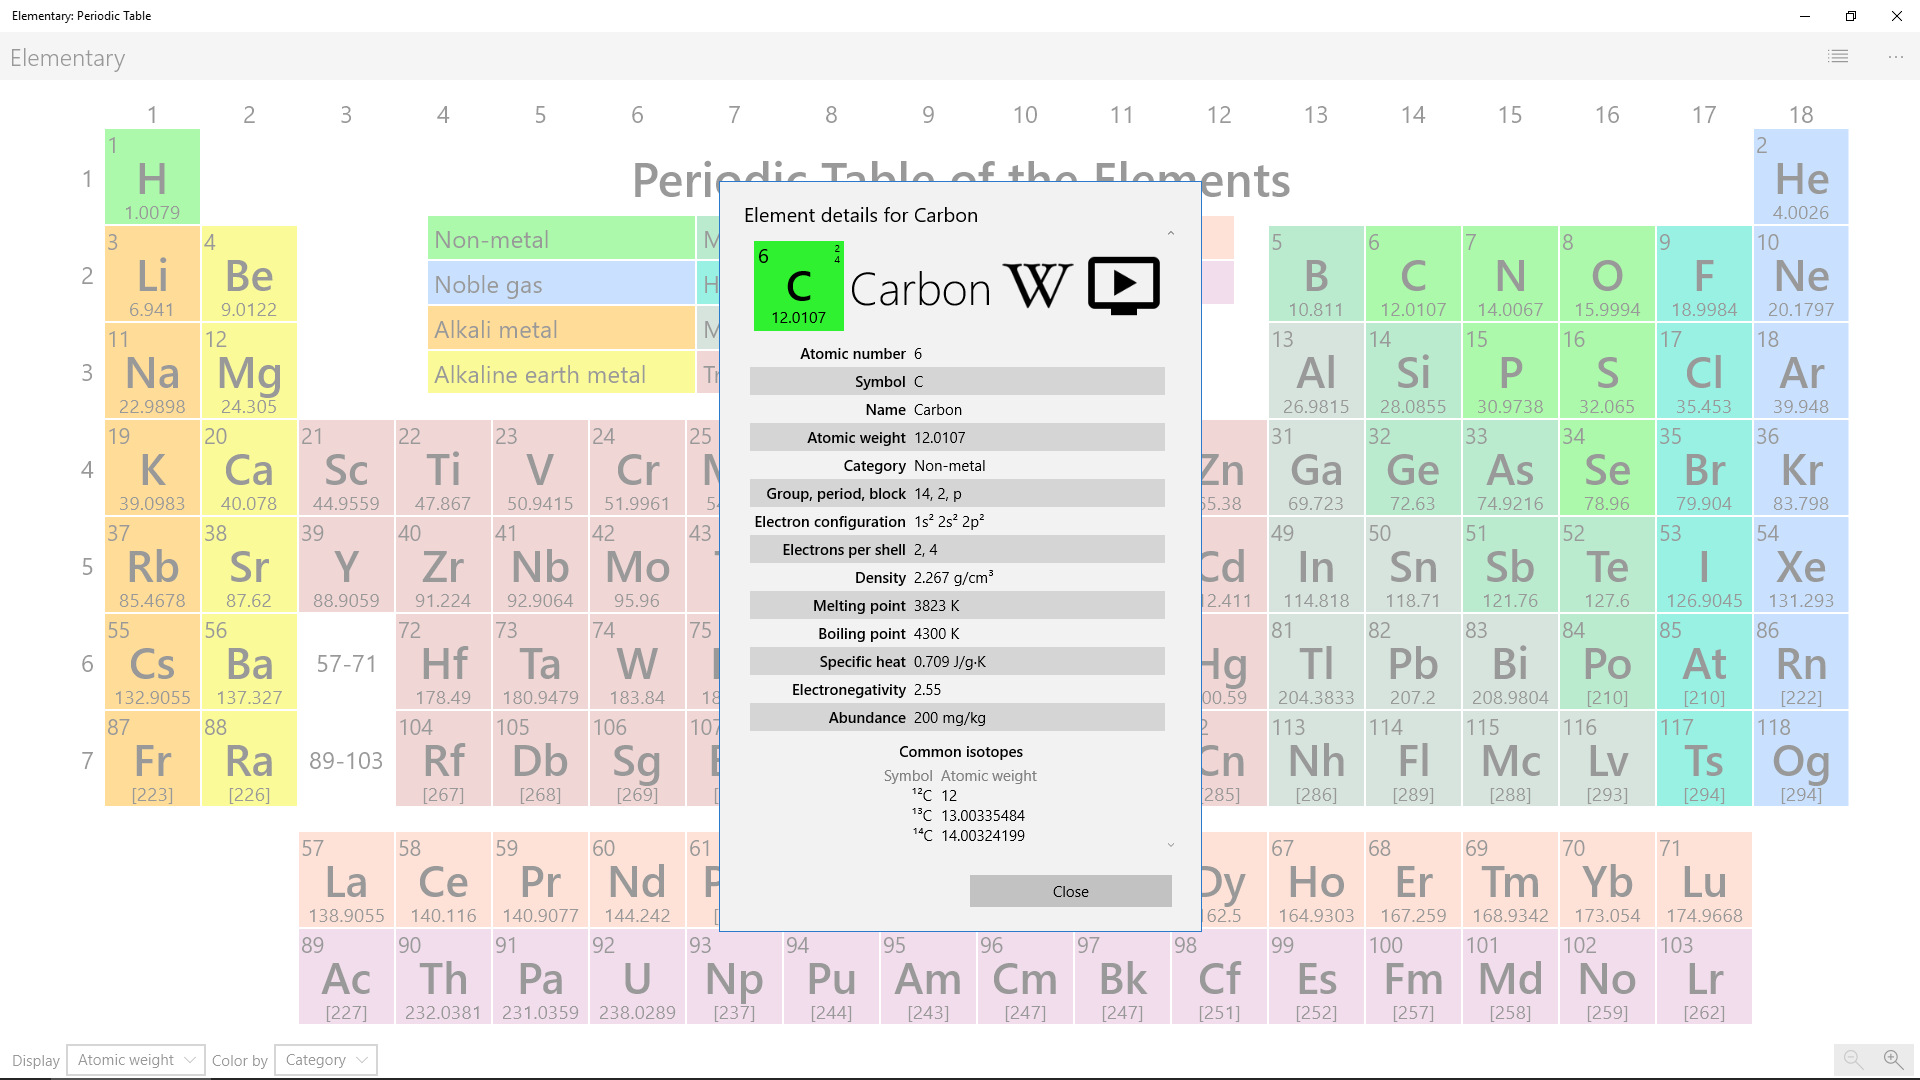 Elementary: Periodic Table
Elementary
1 2 3 4 5 6 7 8 9 10 11 12 13 14 15 16 17 18
1 H 1.0079
2 He 4.0026
1
Element details for Carbon
Non-metal
Noble gas
Alkali metal
Alkaline earth metal
2
3 Li 6.941
4 Be 9.0122
5 B 10.811
6 C 12.0107
7 N 14.0067
8 O 15.9994
9 F 18.9984
10 Ne 20.1797
3
11 Na 22.9898
12 Mg 24.305
13 Al 26.9815
14 Si 28.0855
15 P 30.9738
16 S 32.065
17 Cl 35.453
18 Ar 39.948
4
19 K 39.0983
20 Ca 40.078
21 Sc 44.9559
22 Ti 47.867
23 V 50.9415
24 Cr 51.9961
25
Zn
31 Ga 69.723
32 Ge 72.63
33 As 74.9216
34 Se 78.96
35 Br 79.904
36 Kr 83.798
5
37 Rb 85.4678
38 Sr 87.62
39 Y 88.9059
40 Zr 91.224
41 Nb 92.9064
42 Mo 95.96
43
Cd
49 In 114.818
50 Sn 118.71
51 Sb 121.76
52 Te 127.6
53 I 126.9045
54 Xe 131.293
6
55 Cs 132.9055
56 Ba 137.327
57-71
72 Hf 178.49
73 Ta 180.9479
74 W 183.84
75
Hg
81 Tl 204.3833
82 Pb 207.2
83 Bi 208.9804
84 Po [210]
85 At [210]
86 Rn [222]
7
87 Fr [223]
88 Ra [226]
89-103
104 Rf [267]
105 Db [268]
106 Sg [269]
107
Cn [285]
113 Nh [286]
114 Fl [289]
115 Mc [288]
116 Lv [293]
117 Ts [294]
118 Og [294]
6 2 4
C Carbon W
12.0107
Atomic number 6
Symbol C
Name Carbon
Atomic weight 12.0107
Category Non-metal
Group, period, block 14, 2, p
Electron configuration 1s² 2s² 2p²
Electrons per shell 2, 4
Density 2.267 g/cm³
Melting point 3823 K
Boiling point 4300 K
Specific heat 0.709 J/g·K
Electronegativity 2.55
Abundance 200 mg/kg
Common isotopes
Symbol Atomic weight
¹²C 12
¹³C 13.00335484
¹⁴C 14.00324199
Close
57 La 138.9055
58 Ce 140.116
59 Pr 140.9077
60 Nd 144.242
61
Dy 162.5
67 Ho 164.9303
68 Er 167.259
69 Tm 168.9342
70 Yb 173.054
71 Lu 174.9668
89 Ac [227]
90 Th 232.0381
91 Pa 231.0359
92 U 238.0289
93 Np [237]
94 Pu [244]
95 Am [243]
96 Cm [247]
97 Bk [247]
98 Cf [251]
99 Es [252]
100 Fm [257]
101 Md [258]
102 No [259]
103 Lr [262]
Display Atomic weight Color by Category